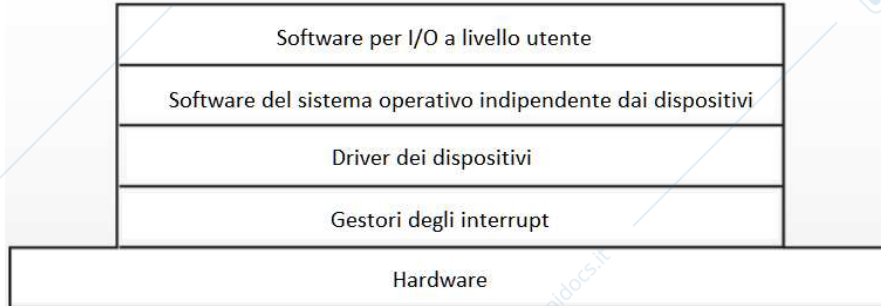 Software per I/O a livello utente
Software del sistema operativo indipendente dai dispositivi
Driver dei dispositivi
Gestori degli interrupt
Hardware